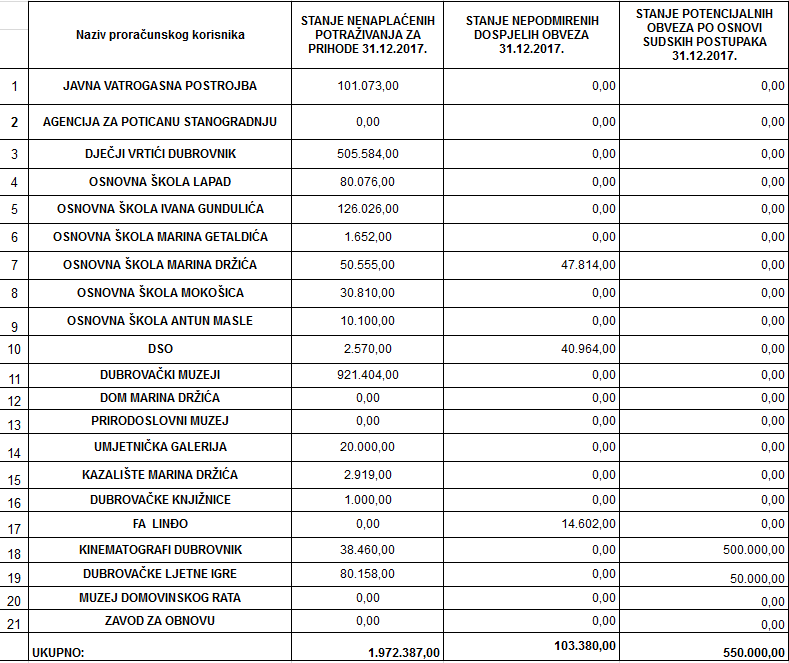 Naziv proračunskog korisnika | STANJE NENAPLAĆENIH POTRAŽIVANJA ZA PRIHODE 31.12.2017. | STANJE NEPODMIRENIH DOSPJELIH OBVEZA 31.12.2017. | STANJE POTENCIJALNIH OBVEZA PO OSNOVI SUDSKIH POSTUPAKA 31.12.2017.
1 JAVNA VATROGASNA POSTROJBA 101.073,00 0,00 0,00
2 AGENCIJA ZA POTICANU STANOGRADNJU 0,00 0,00 0,00
3 DJEČJI VRTIĆI DUBROVNIK 505.584,00 0,00 0,00
4 OSNOVNA ŠKOLA LAPAD 80.076,00 0,00 0,00
5 OSNOVNA ŠKOLA IVANA GUNDULIĆA 126.026,00 0,00 0,00
6 OSNOVNA ŠKOLA MARINA GETALDIĆA 1.652,00 0,00 0,00
7 OSNOVNA ŠKOLA MARINA DRŽIĆA 50.555,00 47.814,00 0,00
8 OSNOVNA ŠKOLA MOKOŠICA 30.810,00 0,00 0,00
9 OSNOVNA ŠKOLA ANTUN MASLE 10.100,00 0,00 0,00
10 DSO 2.570,00 40.964,00 0,00
11 DUBROVAČKI MUZEJI 921.404,00 0,00 0,00
12 DOM MARINA DRŽIĆA 0,00 0,00 0,00
13 PRIRODOSLOVNI MUZEJ 0,00 0,00 0,00
14 UMJETNIČKA GALERIJA 20.000,00 0,00 0,00
15 KAZALIŠTE MARINA DRŽIĆA 2.919,00 0,00 0,00
16 DUBROVAČKE KNJIŽNICE 1.000,00 0,00 0,00
17 FA LINĐO 0,00 14.602,00 0,00
18 KINEMATOGRAFI DUBROVNIK 38.460,00 0,00 500.000,00
19 DUBROVAČKE LJETNE IGRE 80.158,00 0,00 50.000,00
20 MUZEJ DOMOVINSKOG RATA 0,00 0,00 0,00
21 ZAVOD ZA OBNOVU 0,00 0,00 0,00
UKUPNO: 1.972.387,00 103.380,00 550.000,00